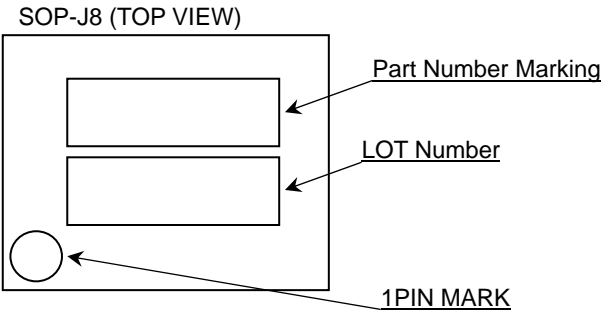 SOP-J8 (TOP VIEW)
Part Number Marking
LOT Number
1PIN MARK